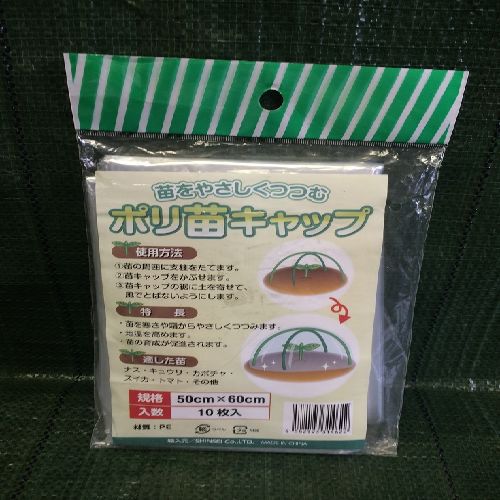 苗をやさしくつつむ
ポリ苗キャップ
使用方法
①苗の周囲に支柱をたてます。
②苗キャップをかぶせます。
③苗キャップの裾に土を寄せて、
風でとばないようにします。
特長
・苗を寒さや霜からやさしくつつみます。
・地温を高めます。
・苗の育成が促進されます。
適した苗
ナス・キュウリ・カボチャ・
スイカ・トマト・その他
規格 50cm×60cm
入数 10枚入
材質:PE
輸入元/SHINSEI Co.,LTD. MADE IN CHINA